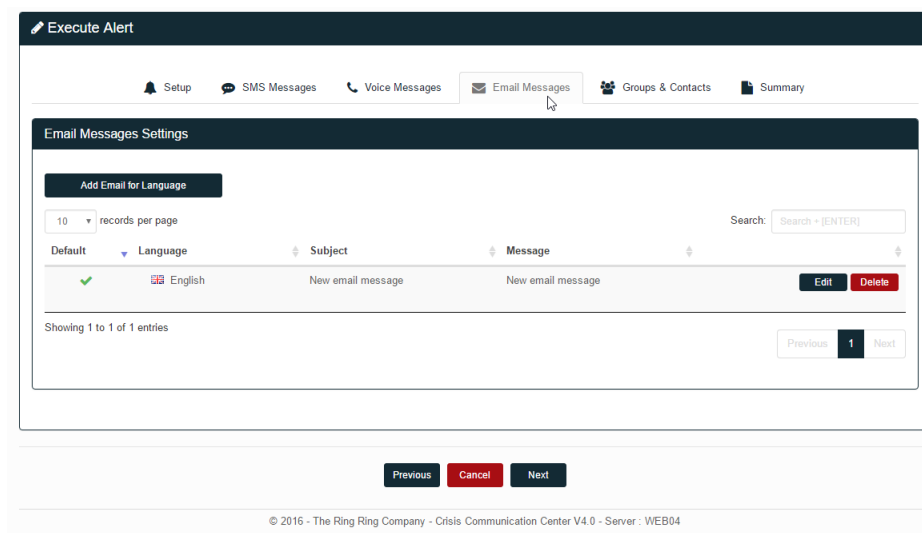 Execute Alert
Setup SMS Messages Voice Messages Email Messages Groups & Contacts Summary
Email Messages Settings
Add Email for Language
10 records per page Search: Search + [ENTER]
Default Language Subject Message
English New email message New email message Edit Delete
Showing 1 to 1 of 1 entries
Previous 1 Next
Previous Cancel Next
© 2016 - The Ring Ring Company - Crisis Communication Center V4.0 - Server : WEB04